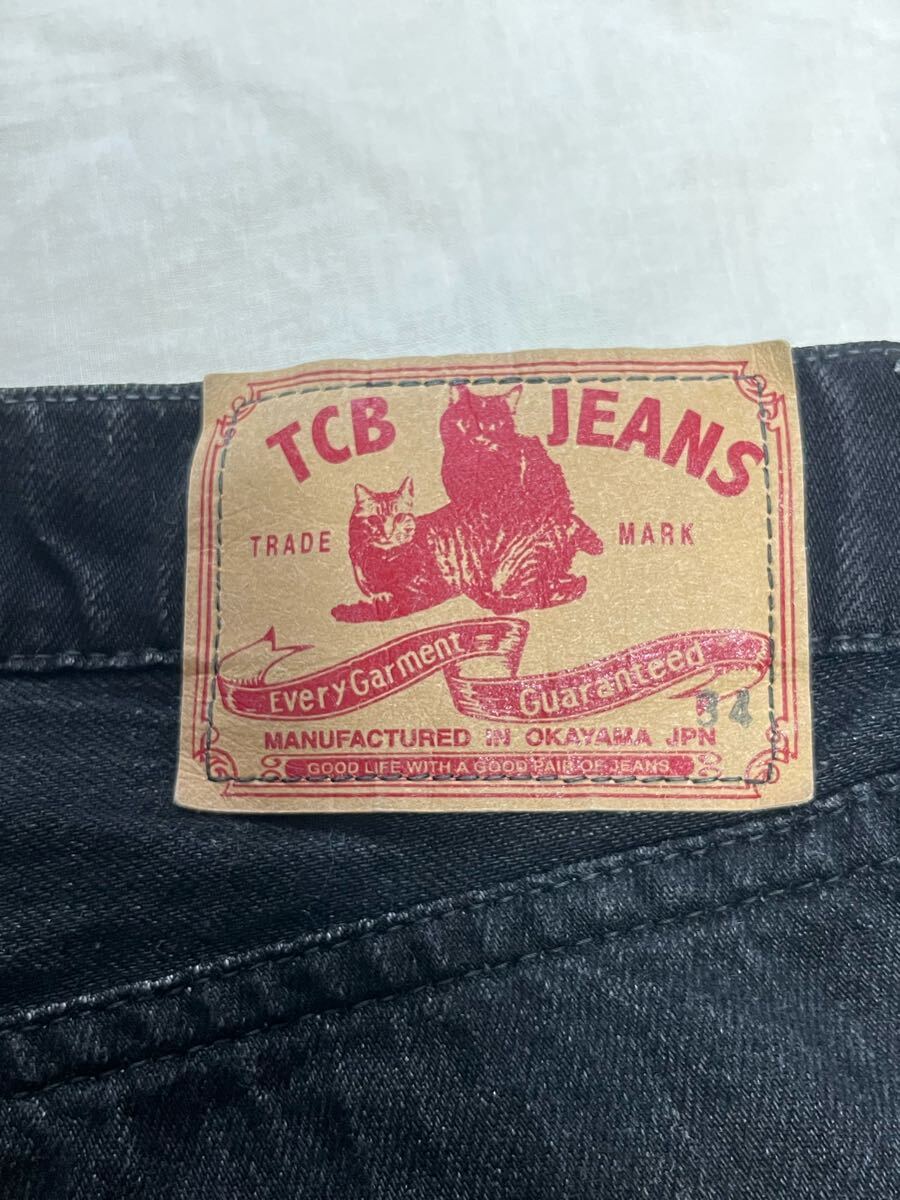 TCB JEANS
TRADE MARK
Every Garment Guaranteed
34
MANUFACTURED IN OKAYAMA JPN
GOOD LIFE WITH A GOOD PAIR OF JEANS